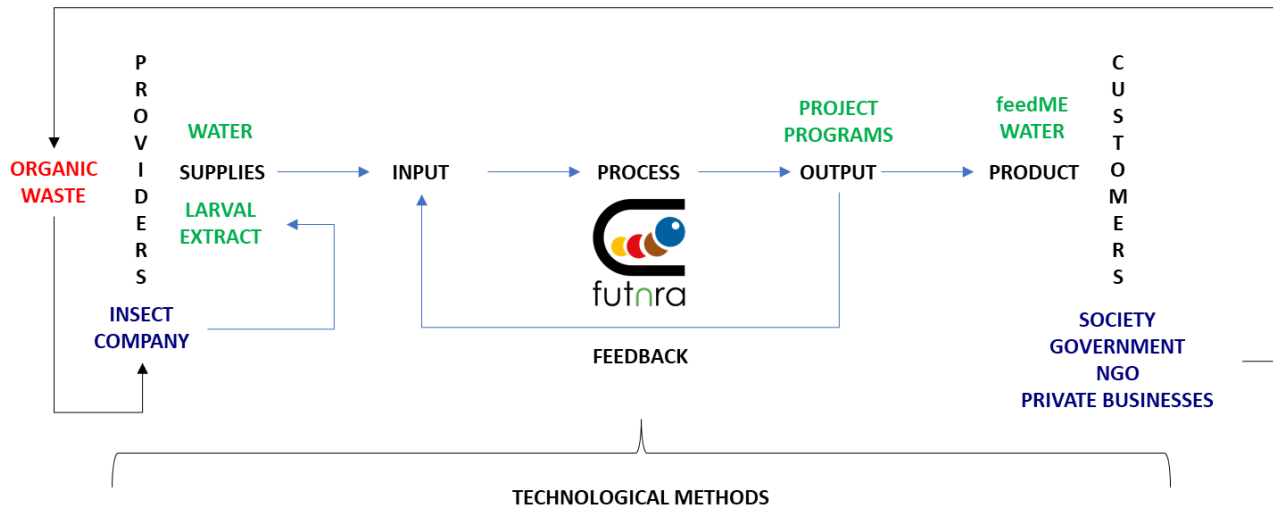 ORGANIC
WASTE
PROVIDERS
WATER
SUPPLIES
LARVAL
EXTRACT
INSECT
COMPANY
INPUT
PROCESS
futnra
FEEDBACK
PROJECT
PROGRAMS
OUTPUT
feedME
WATER
PRODUCT
CUSTOMERS
SOCIETY
GOVERNMENT
NGO
PRIVATE BUSINESSES
TECHNOLOGICAL METHODS